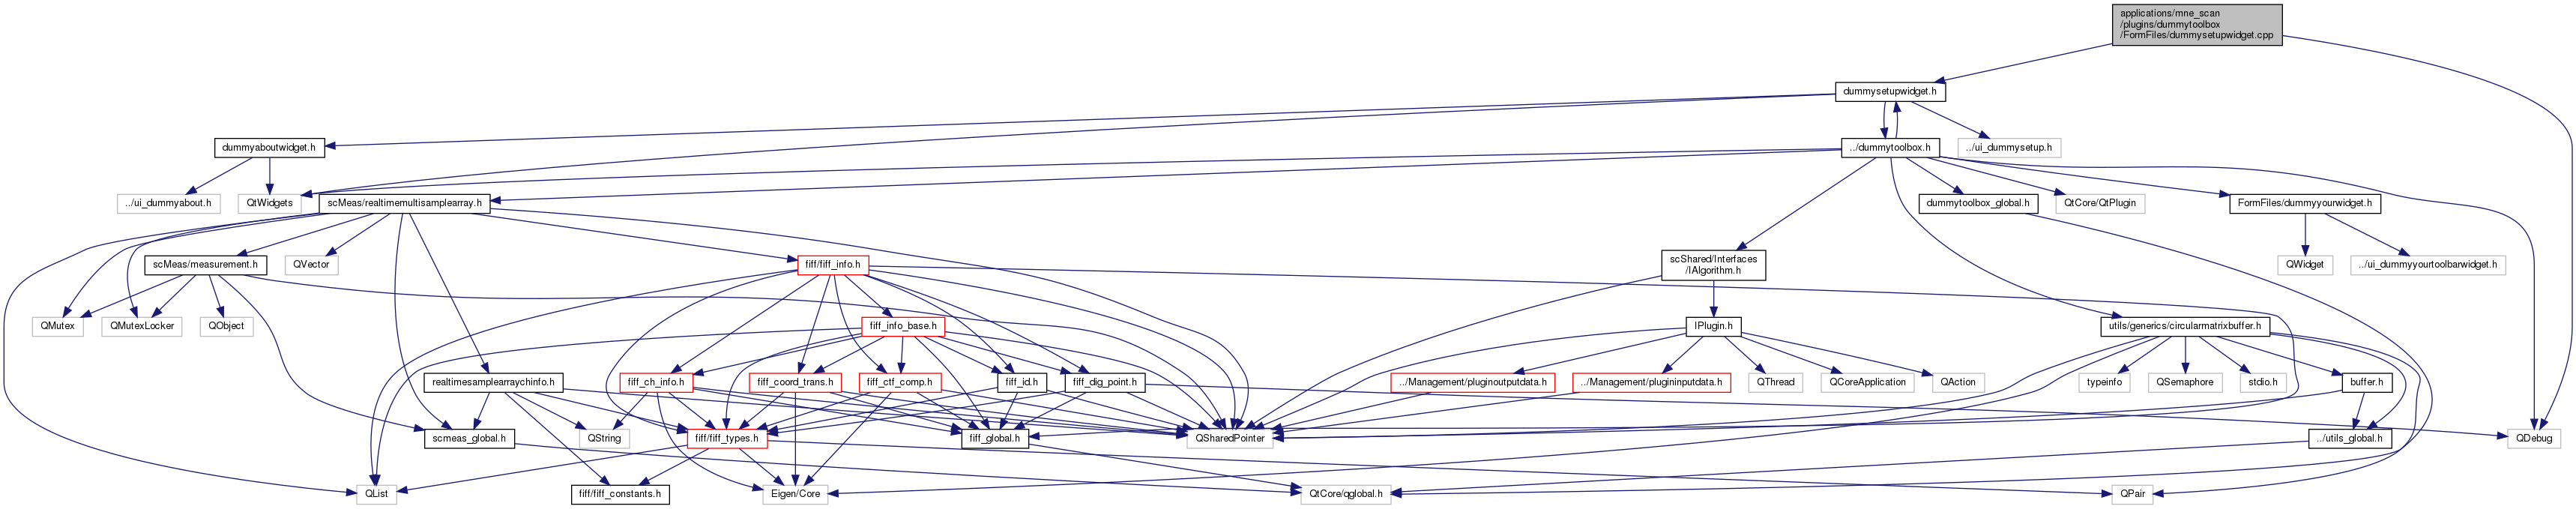 applications/mne_scan
/plugins/dummytoolbox
/FormFiles/dummysetupwidget.cpp
dummysetupwidget.h
dummyaboutwidget.h
../dummytoolbox.h
../ui_dummysetup.h
../ui_dummyabout.h
QtWidgets
scMeas/realtimemultisamplearray.h
dummytoolbox_global.h
QtCore/QtPlugin
FormFiles/dummyyourwidget.h
scMeas/measurement.h
QVector
fiff/fiff_info.h
scShared/Interfaces
/IAlgorithm.h
QWidget
../ui_dummyyourtoolbarwidget.h
QMutex
QMutexLocker
QObject
fiff_info_base.h
IPlugin.h
utils/generics/circularmatrixbuffer.h
realtimesamplearraychinfo.h
fiff_ch_info.h
fiff_coord_trans.h
fiff_ctf_comp.h
fiff_id.h
fiff_dig_point.h
../Management/pluginoutputdata.h
../Management/plugininputdata.h
QThread
QCoreApplication
QAction
typeinfo
QSemaphore
stdio.h
buffer.h
scmeas_global.h
QString
fiff/fiff_types.h
fiff_global.h
QSharedPointer
../utils_global.h
QDebug
QList
fiff/fiff_constants.h
Eigen/Core
QtCore/qglobal.h
QPair